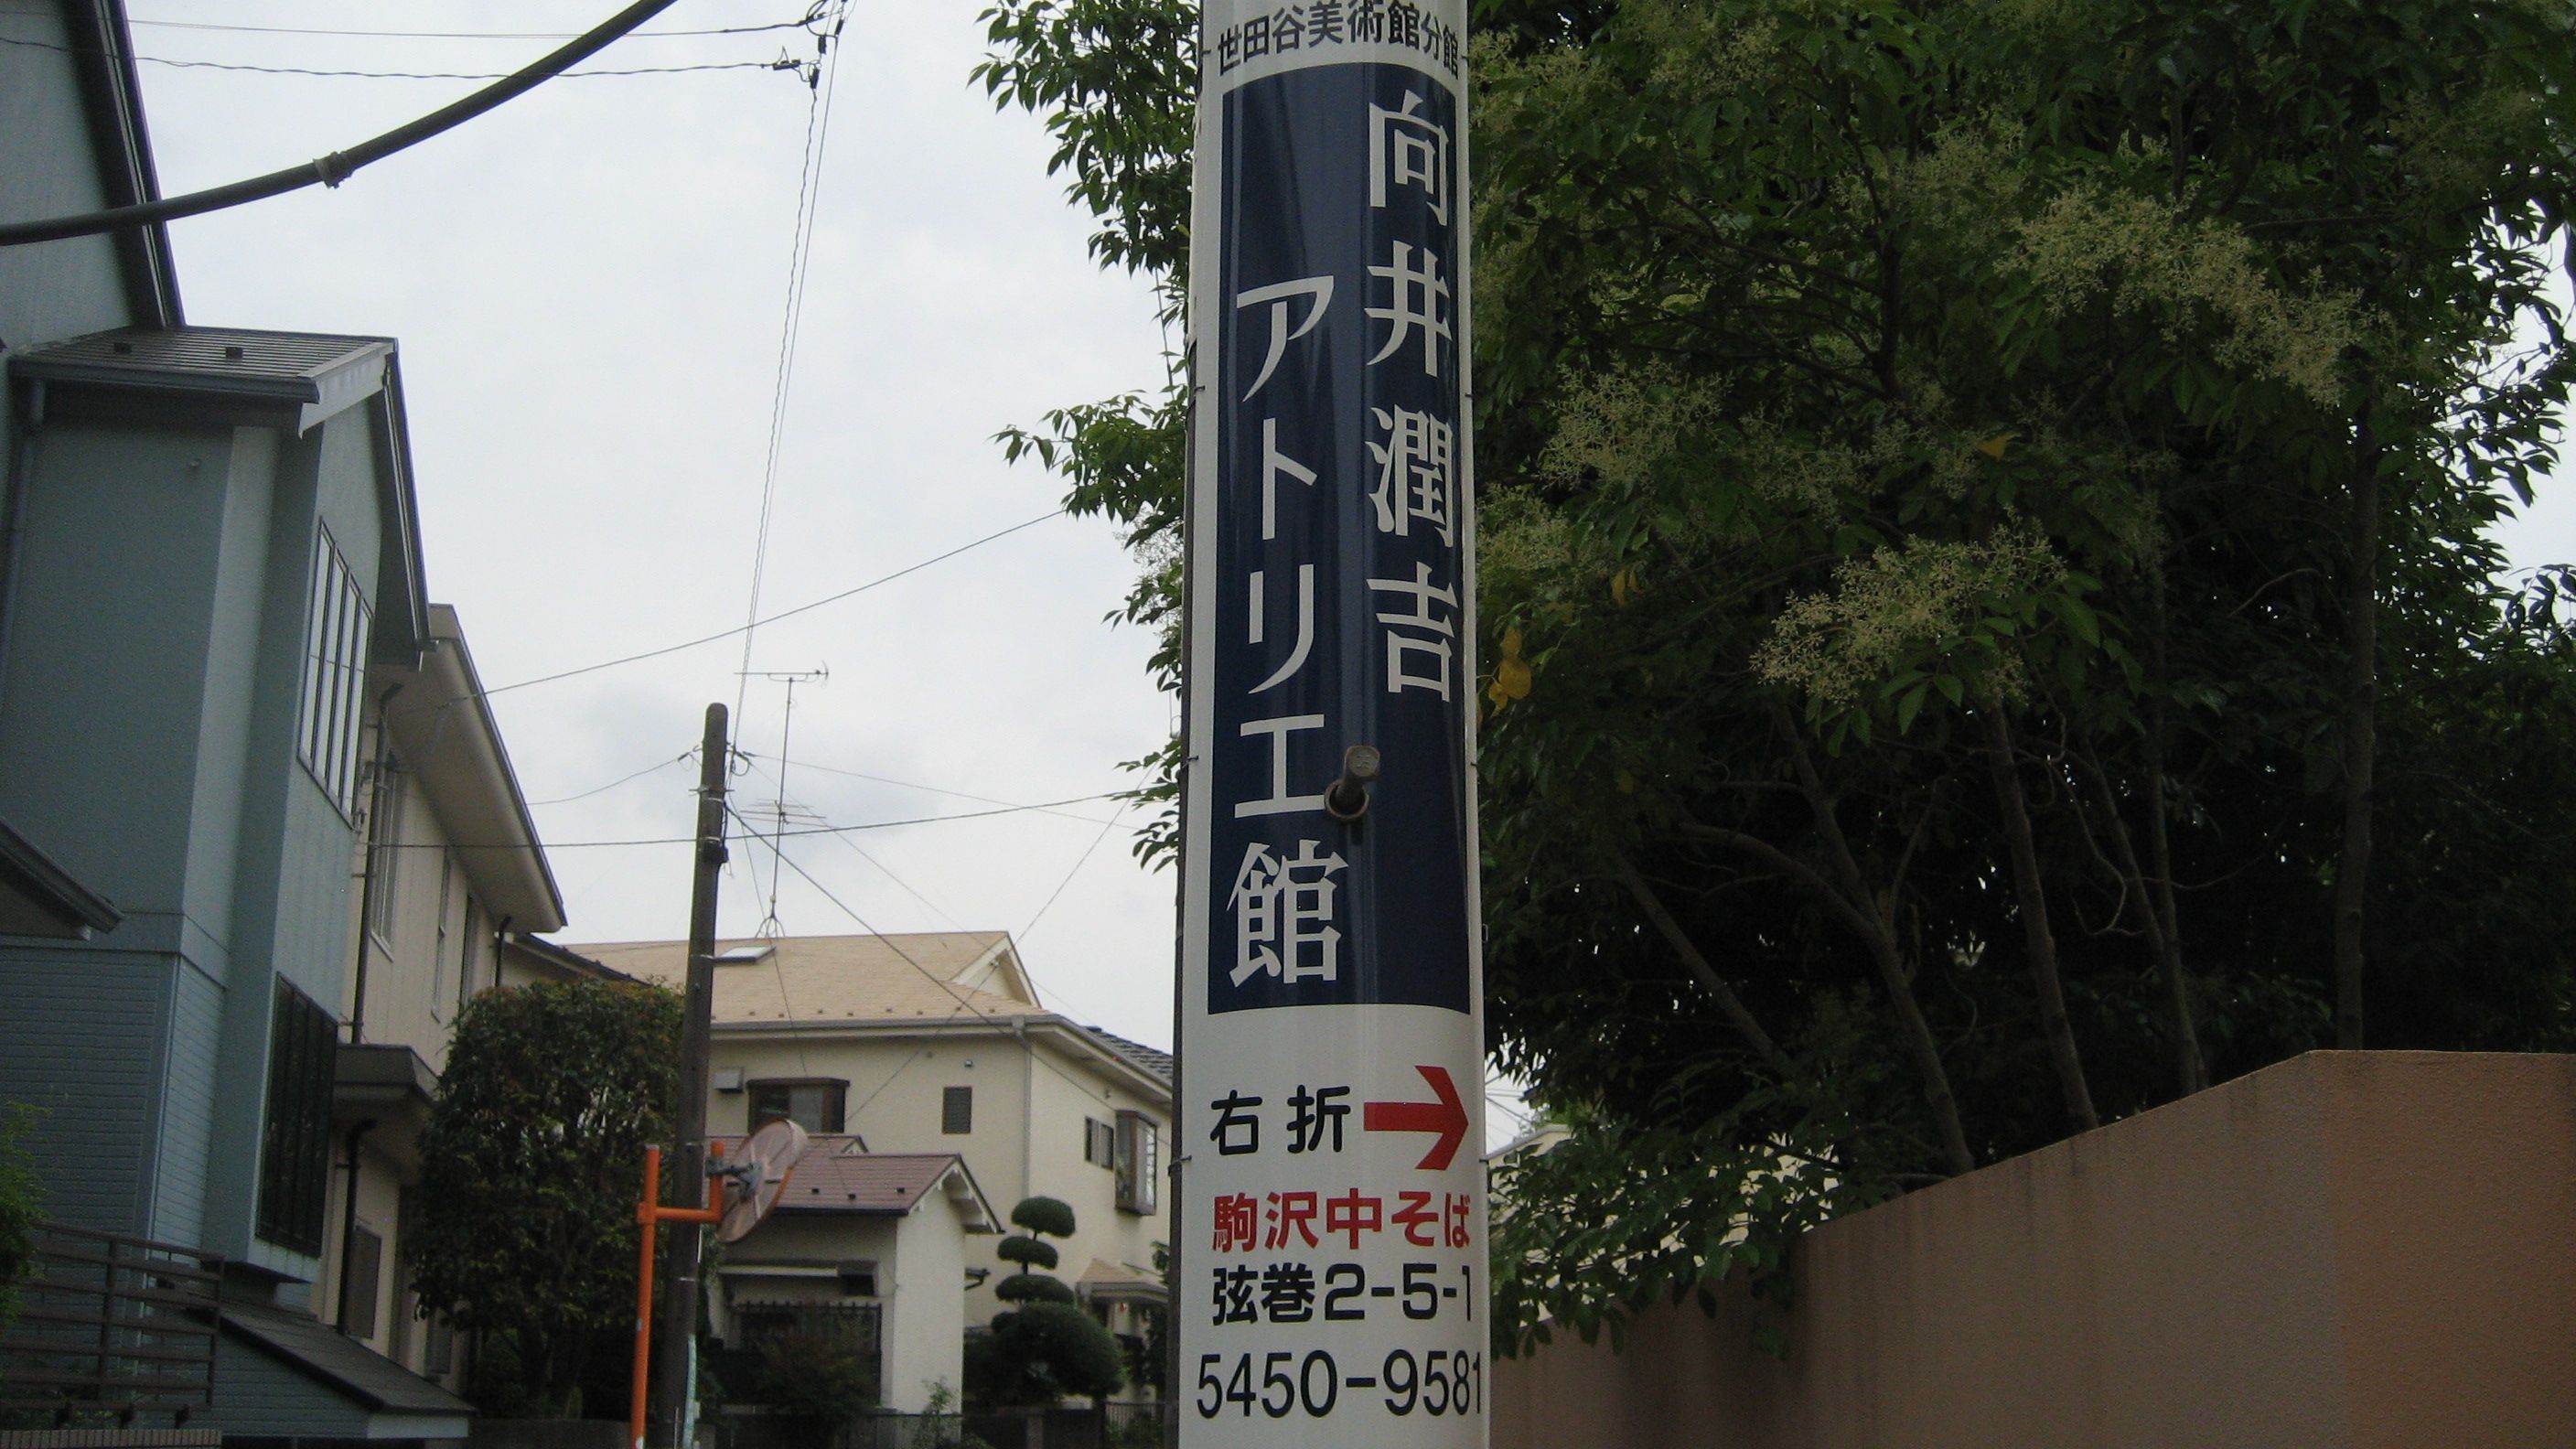 世田谷美術館分館
向井潤吉
アトリエ館
右折
駒沢中そば
弦巻2-5-1
5450-9581